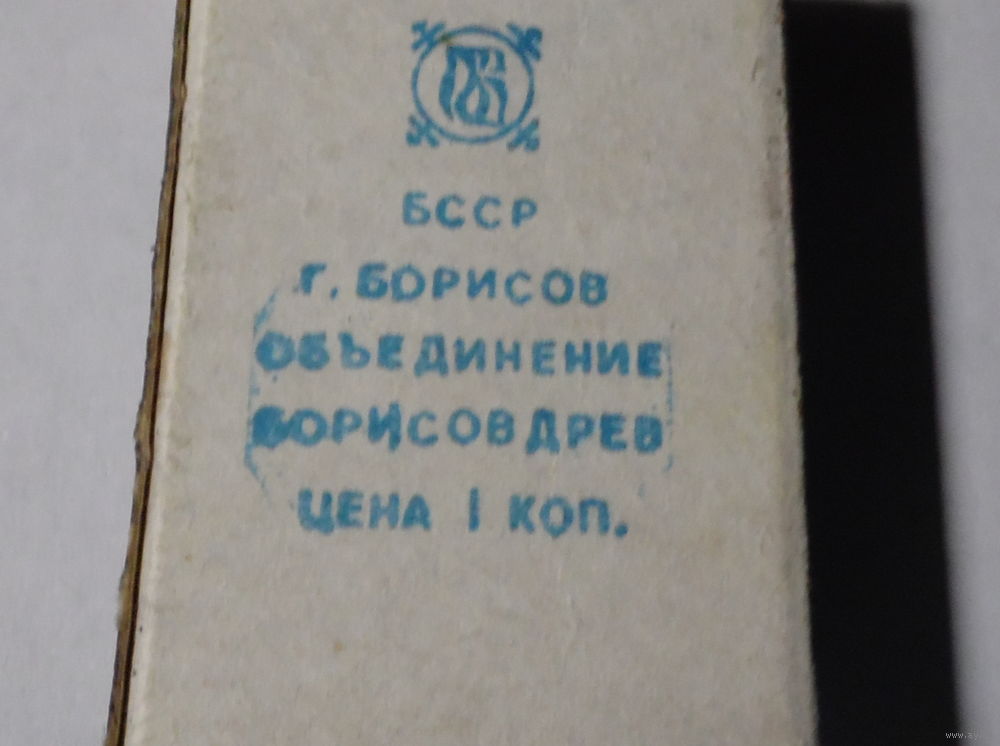 БССР
г. БОРИСОВ
ОБЪЕДИНЕНИЕ
БОРИСОВДРЕВ
ЦЕНА 1 КОП.